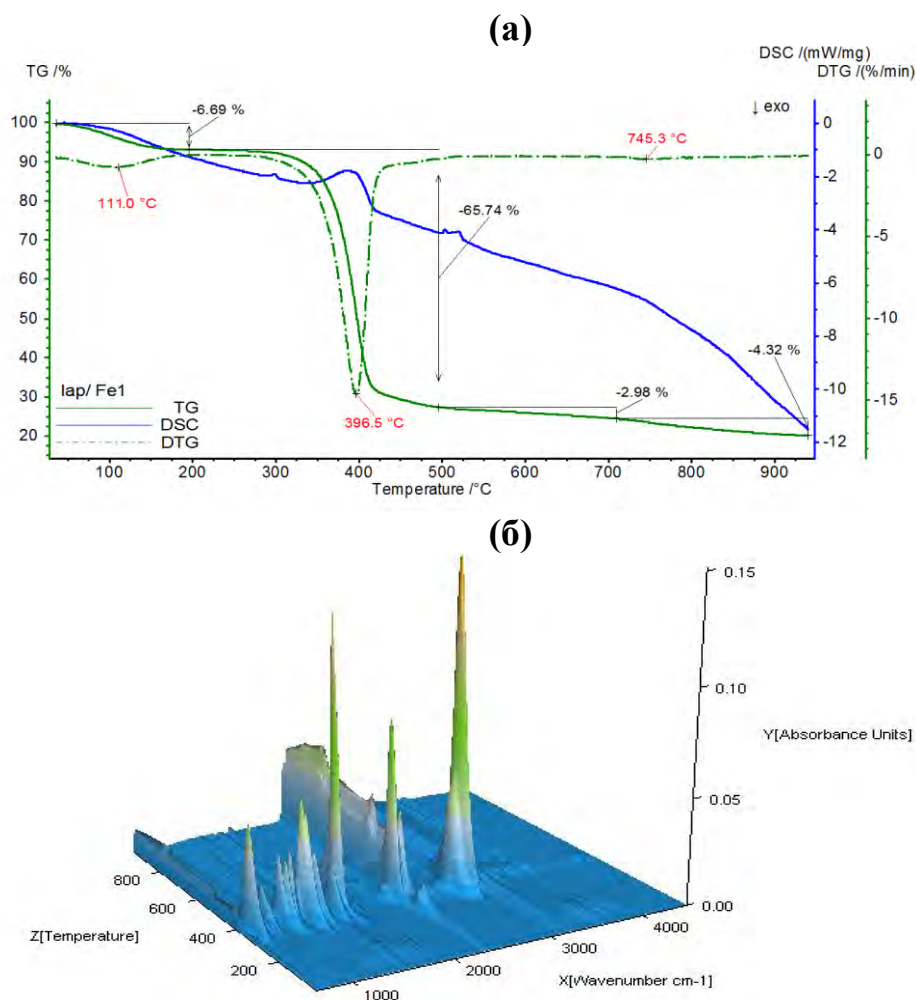 (а)
DSC /(mW/mg)
TG /%
DTG /(%/min)
↓ exo
-6.69 %
745.3 °C
111.0 °C
-65.74 %
-4.32 %
-2.98 %
396.5 °C
Iap/ Fe1
TG
DSC
DTG
100
90
80
70
60
50
40
30
20
0
-2
-4
-6
-8
-10
-12
0
-5
-10
-15
100 200 300 400 500 600 700 800 900
Temperature /°C
(б)
0.15
0.10
Y[Absorbance Units]
0.05
0.00
800
600
400
200
Z[Temperature]
1000
2000
3000
4000
X[Wavenumber cm-1]